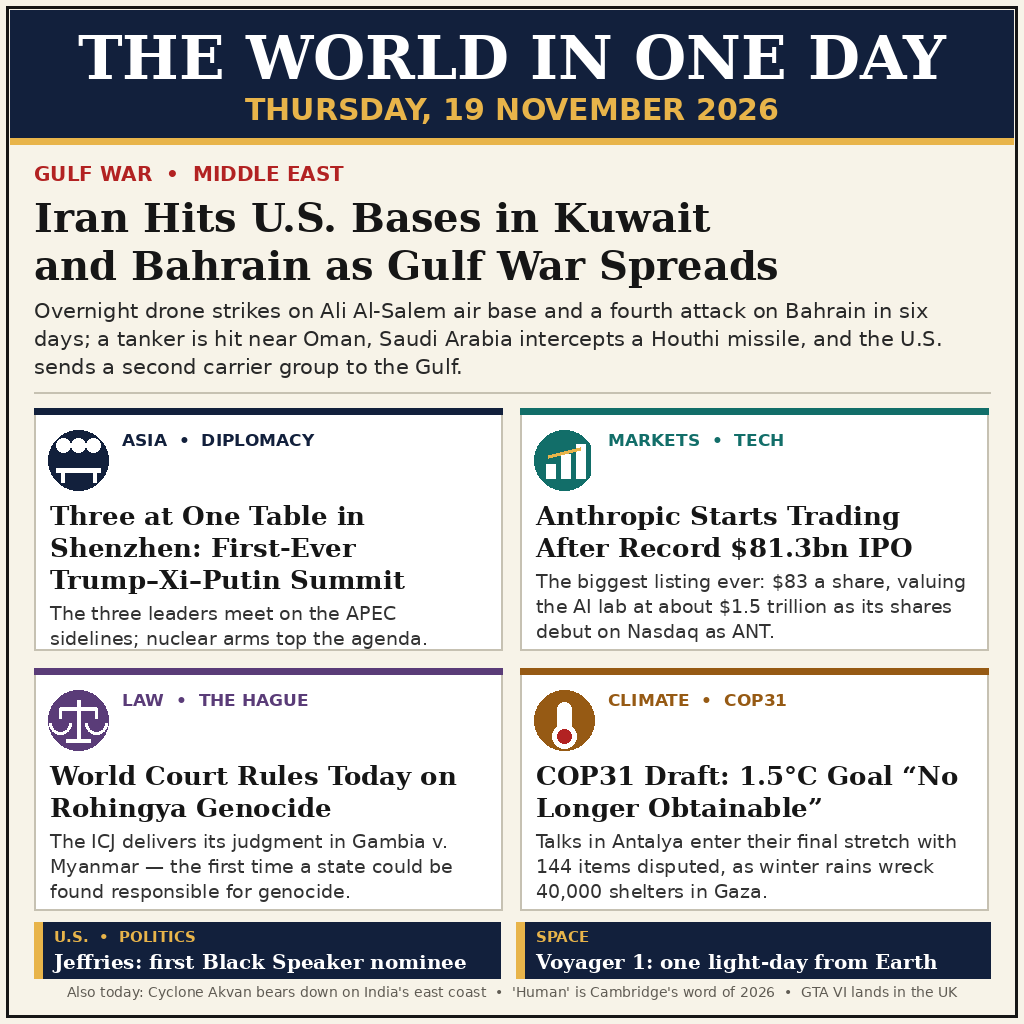 THE WORLD IN ONE DAY
THURSDAY, 19 NOVEMBER 2026
GULF WAR • MIDDLE EAST
Iran Hits U.S. Bases in Kuwait
and Bahrain as Gulf War Spreads
Overnight drone strikes on Ali Al-Salem air base and a fourth attack on Bahrain in six
days; a tanker is hit near Oman, Saudi Arabia intercepts a Houthi missile, and the U.S.
sends a second carrier group to the Gulf.
ASIA • DIPLOMACY
Three at One Table in
Shenzhen: First-Ever
Trump–Xi–Putin Summit
The three leaders meet on the APEC
sidelines; nuclear arms top the agenda.
MARKETS • TECH
Anthropic Starts Trading
After Record $81.3bn IPO
The biggest listing ever: $83 a share, valuing
the AI lab at about $1.5 trillion as its shares
debut on Nasdaq as ANT.
LAW • THE HAGUE
World Court Rules Today on
Rohingya Genocide
The ICJ delivers its judgment in Gambia v.
Myanmar — the first time a state could be
found responsible for genocide.
CLIMATE • COP31
COP31 Draft: 1.5°C Goal “No
Longer Obtainable”
Talks in Antalya enter their final stretch with
144 items disputed, as winter rains wreck
40,000 shelters in Gaza.
U.S. • POLITICS
Jeffries: first Black Speaker nominee
SPACE
Voyager 1: one light-day from Earth
Also today: Cyclone Akvan bears down on India's east coast • 'Human' is Cambridge's word of 2026 • GTA VI lands in the UK